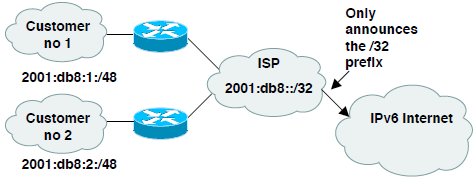 Customer
no 1
2001:db8:1:/48
Customer
no 2
2001:db8:2:/48
ISP
2001:db8::/32
Only
announces
the /32
prefix
IPv6 Internet